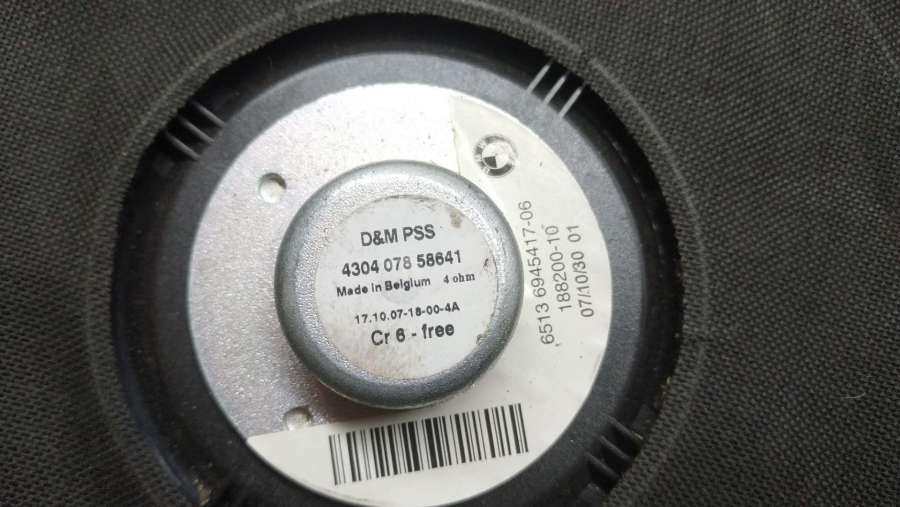 D&M PSS
4304 078 58641
Made in Belgium 4 ohm
17.10.07-18-00-4A
Cr 6 - free
6513 6945417-06
188200-10
07/10/30 01